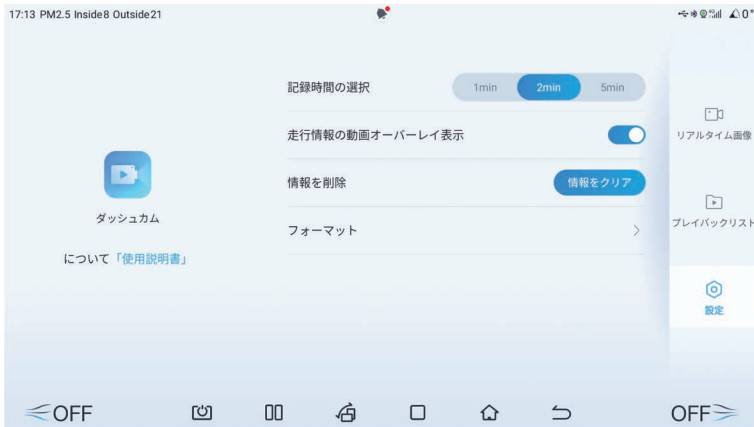 17:13 PM2.5 Inside8 Outside21
0°
記録時間の選択
1min 2min 5min
走行情報の動画オーバーレイ表示
情報を削除
情報をクリア
フォーマット
ダッシュカム
について「使用説明書」
リアルタイム画像
プレイバックリスト
設定
OFF
OFF